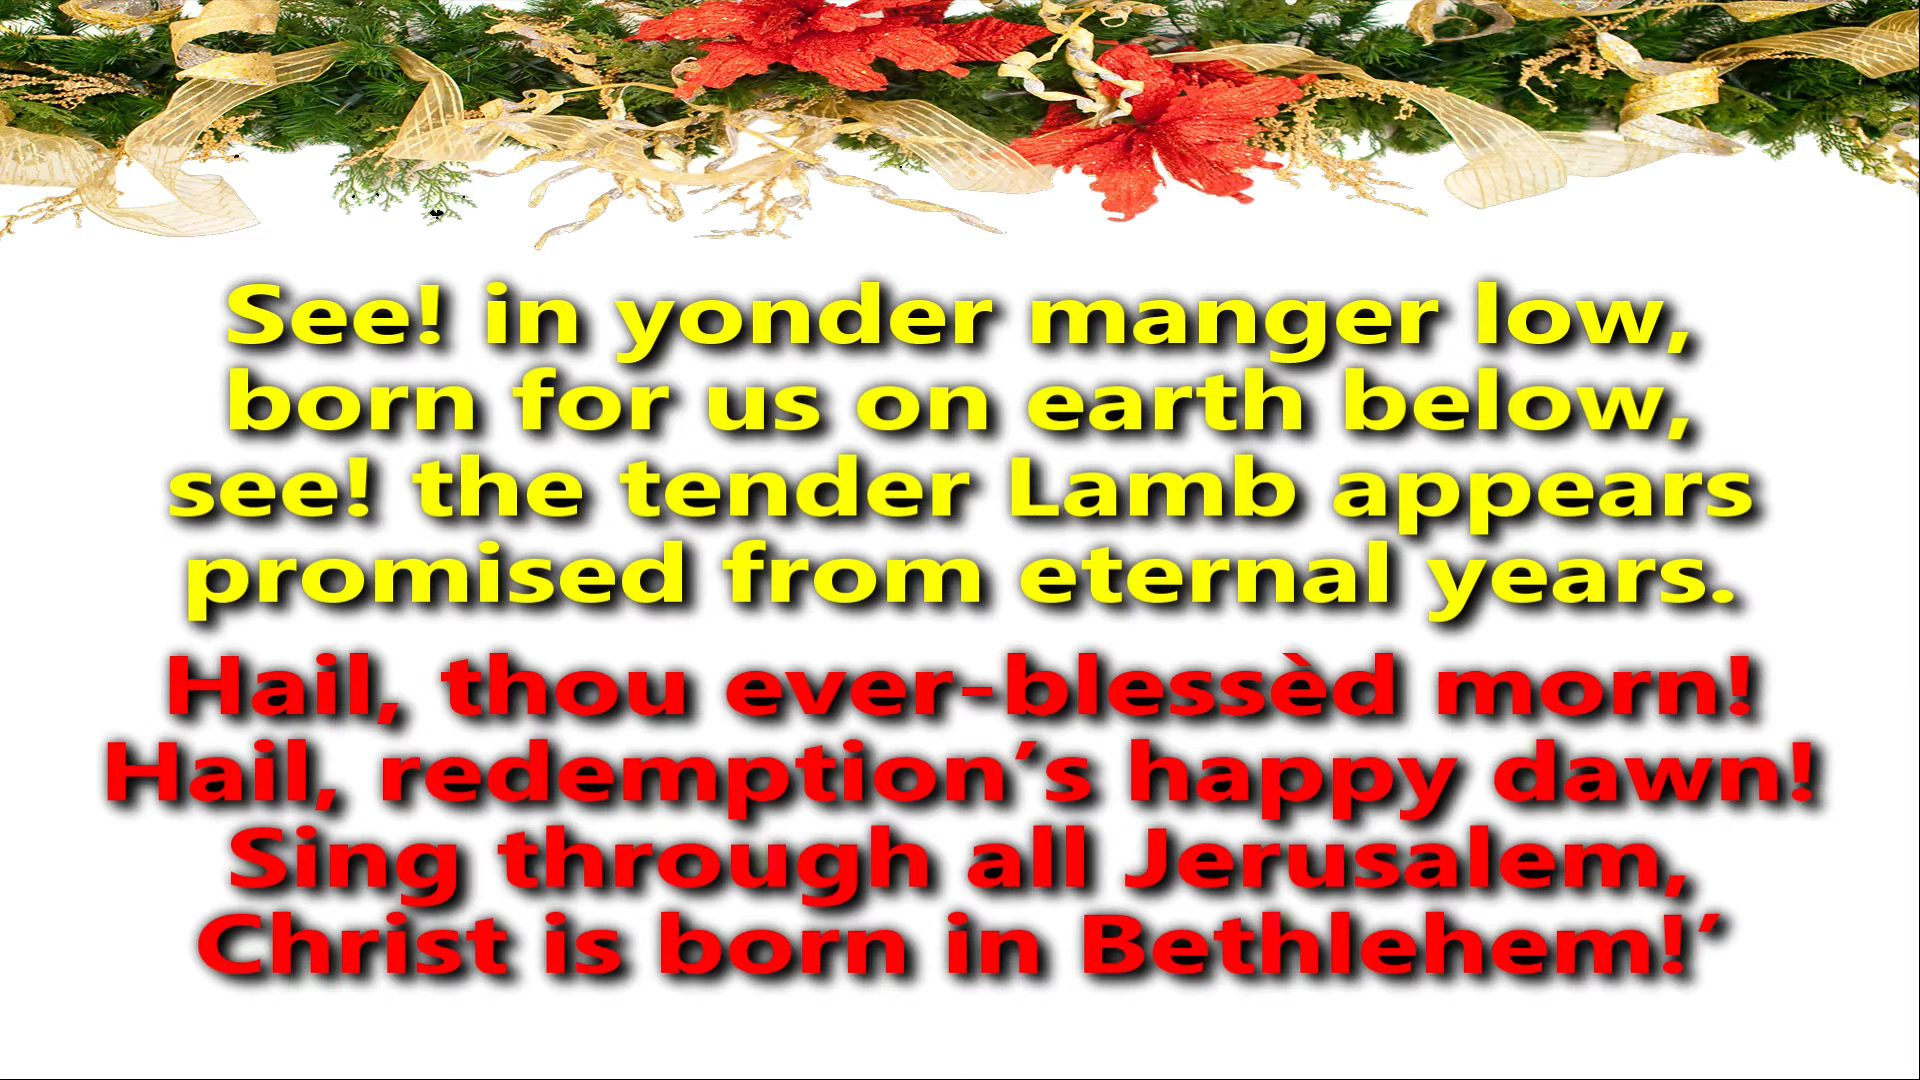 See! in yonder manger low,
born for us on earth below,
see! the tender Lamb appears
promised from eternal years.
Hail, thou ever-blessèd morn!
Hail, redemption’s happy dawn!
Sing through all Jerusalem,
Christ is born in Bethlehem!’